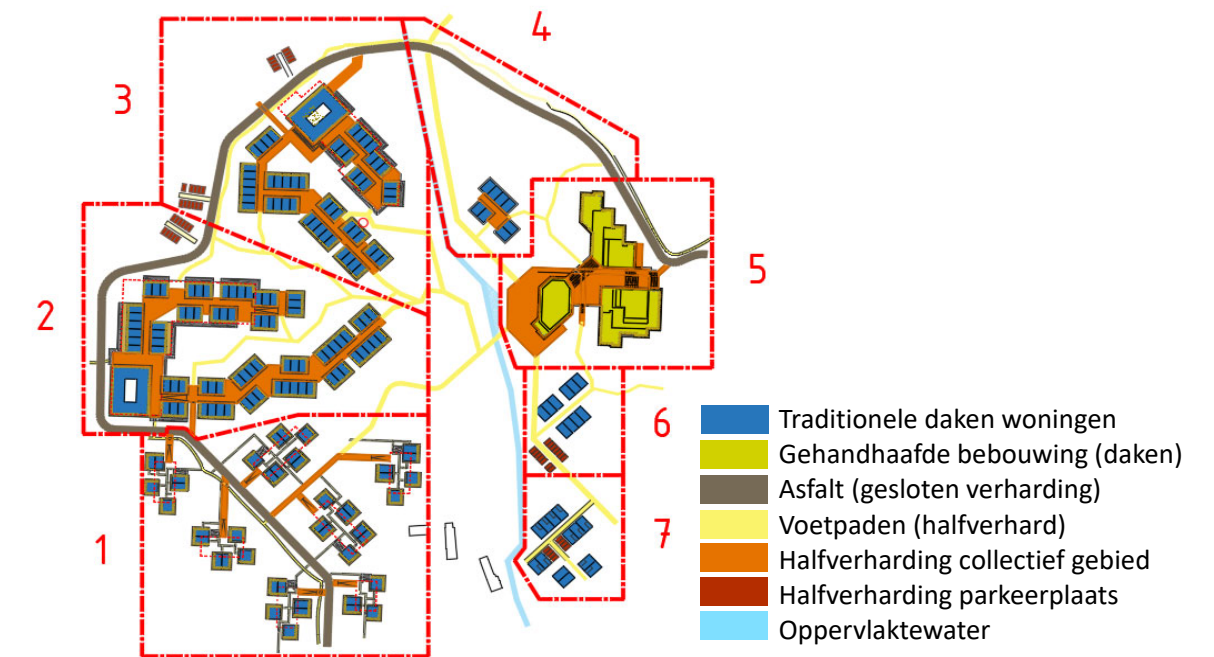 4
3
5
2
6
7
1
Traditionele daken woningen
Gehandhaafde bebouwing (daken)
Asfalt (gesloten verharding)
Voetpaden (halfverhard)
Halfverharding collectief gebied
Halfverharding parkeerplaats
Oppervlaktewater